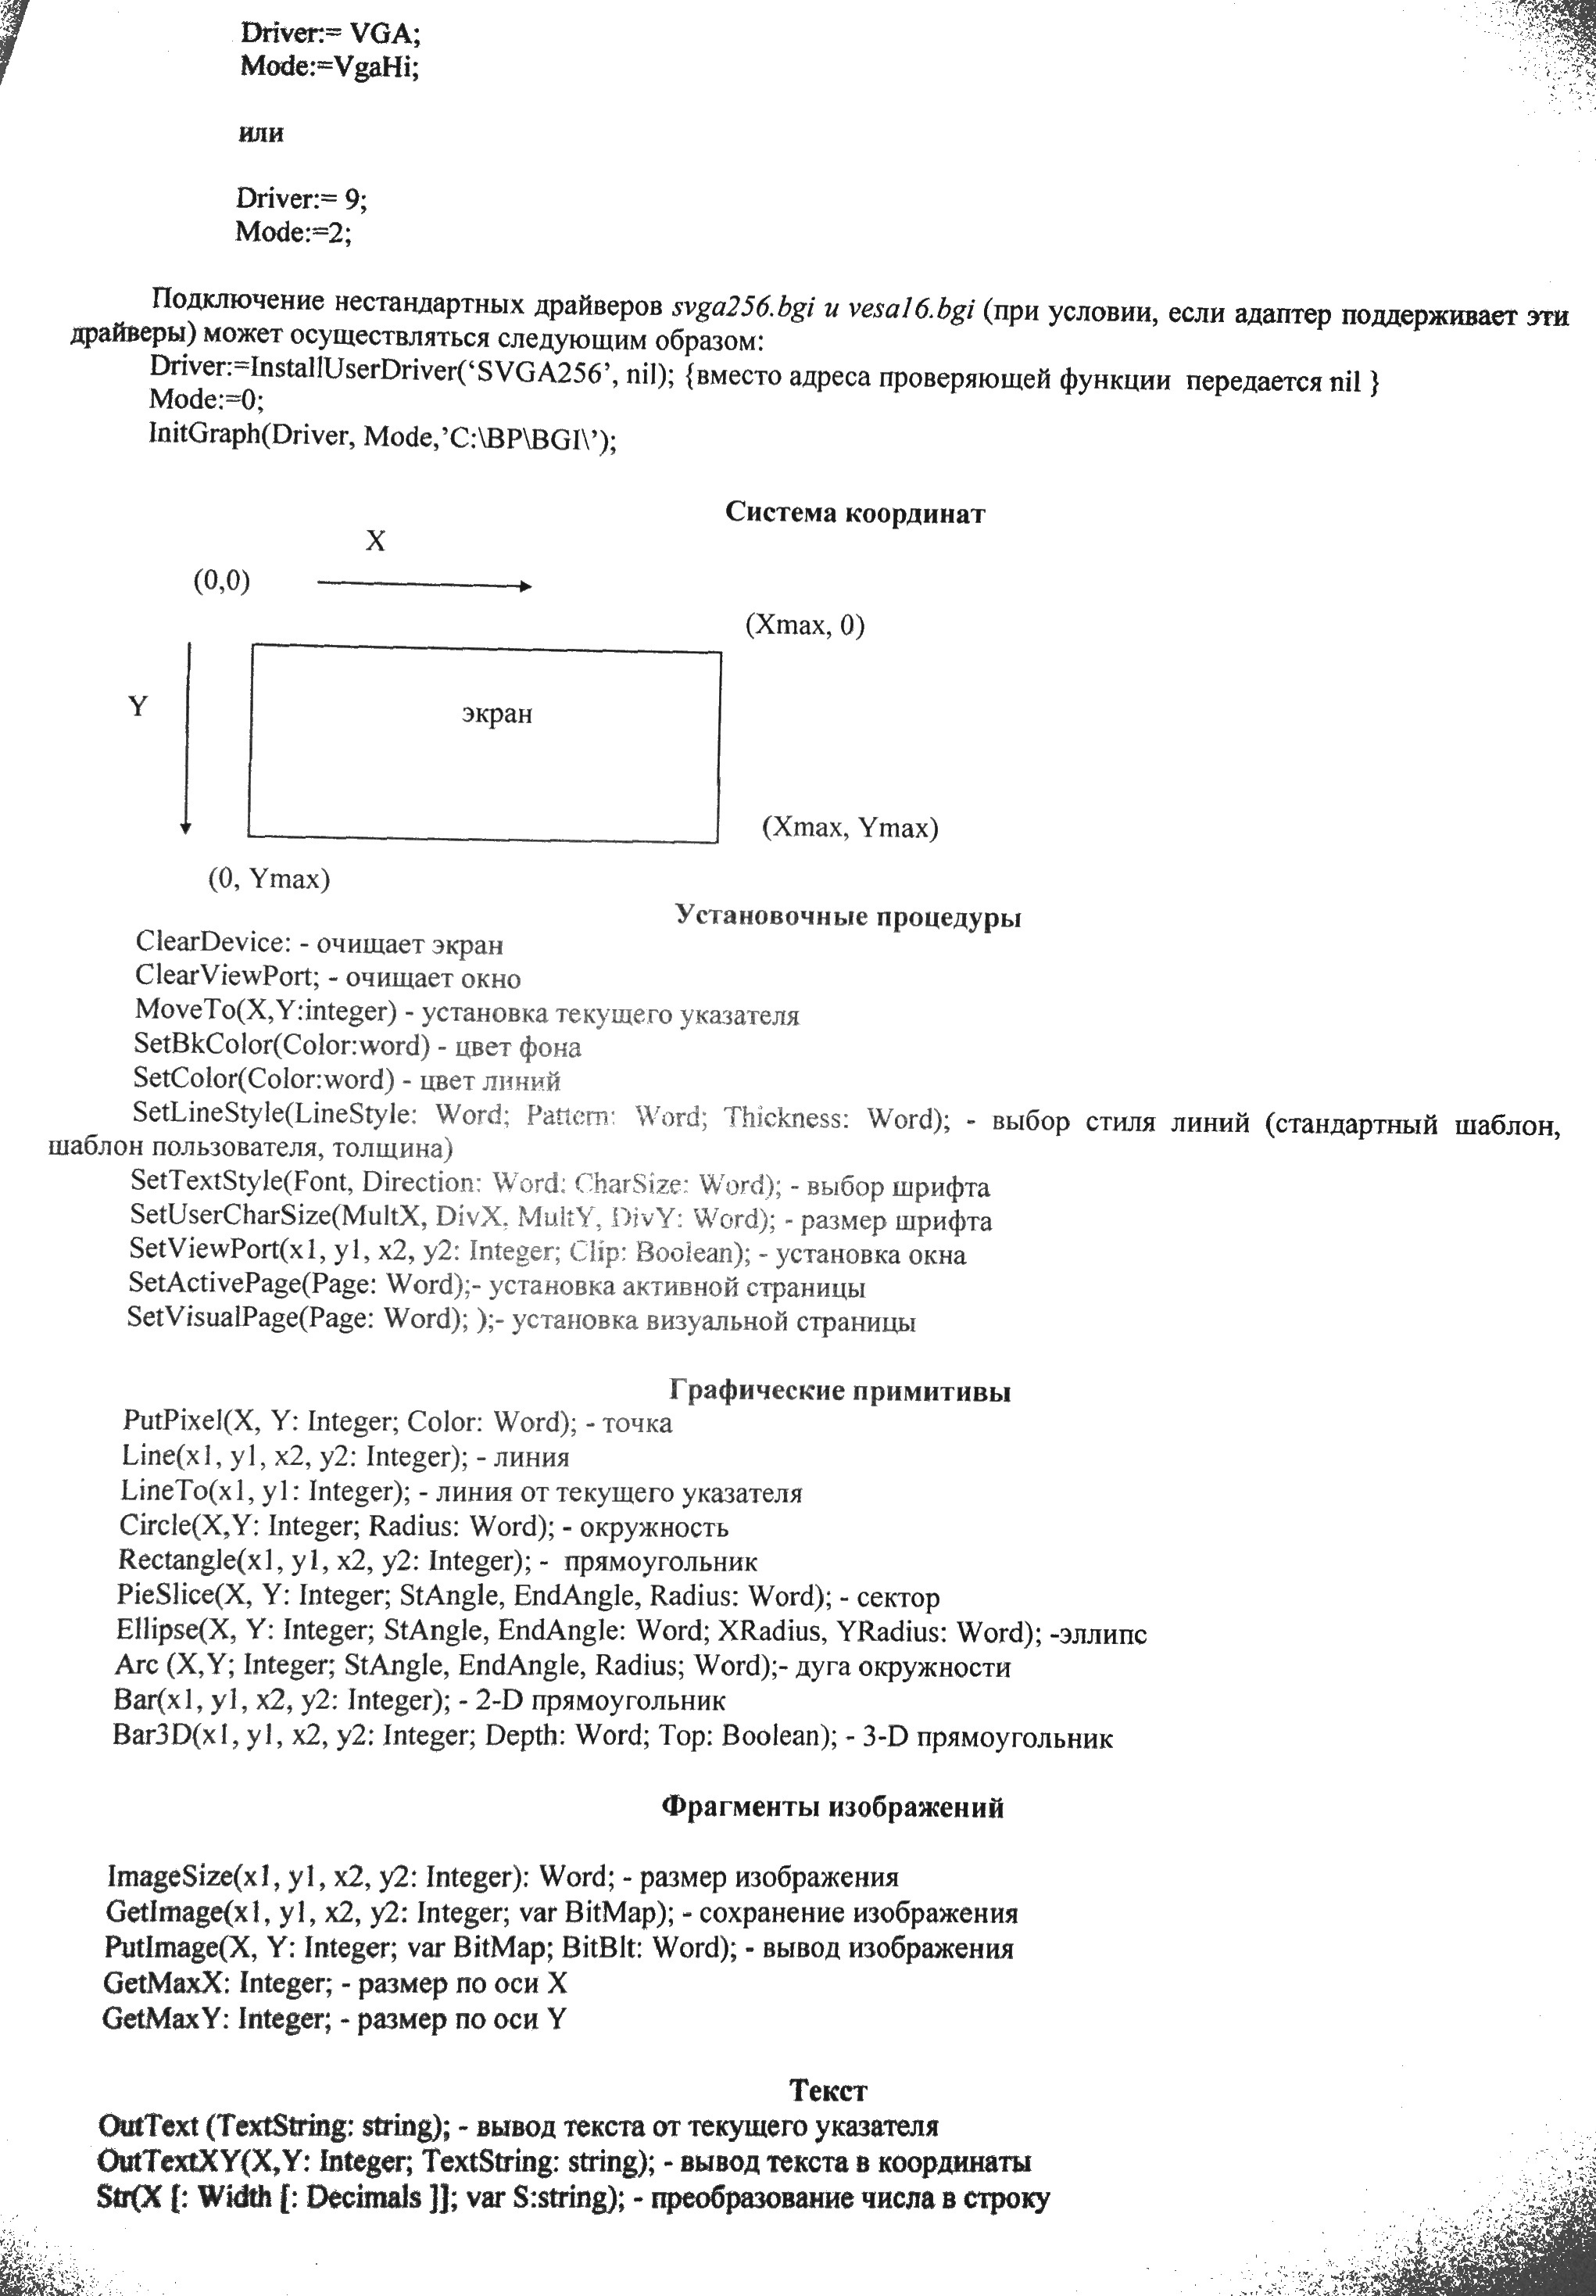 Driver:= VGA;
Mode:=VgaHi;
или
Driver:= 9;
Mode:=2;
Подключение нестандартных драйверов svga256.bgi и vesa16.bgi (при условии, если адаптер поддерживает эти
драйверы) может осуществляться следующим образом:
Driver:=InstallUserDriver(‘SVGA256’, nil); {вместо адреса проверяющей функции передается nil }
Mode:=0;
InitGraph(Driver, Mode,’C:\BP\BGI\’);
Система координат
X
(0,0)
(Xmax, 0)
Y
экран
(Xmax, Ymax)
(0, Ymax)
Установочные процедуры
ClearDevice: - очищает экран
ClearViewPort; - очищает окно
MoveTo(X,Y:integer) - установка текущего указателя
SetBkColor(Color:word) - цвет фона
SetColor(Color:word) - цвет линий
SetLineStyle(LineStyle: Word; Pattern: Word; Thickness: Word); - выбор стиля линий (стандартный шаблон,
шаблон пользователя, толщина)
SetTextStyle(Font, Direction: Word; CharSize: Word); - выбор шрифта
SetUserCharSize(MultX, DivX, MultY, DivY: Word); - размер шрифта
SetViewPort(x1, y1, x2, y2: Integer; Clip: Boolean); - установка окна
SetActivePage(Page: Word);- установка активной страницы
SetVisualPage(Page: Word); );- установка визуальной страницы
Графические примитивы
PutPixel(X, Y: Integer; Color: Word); - точка
Line(x1, y1, x2, y2: Integer); - линия
LineTo(x1, y1: Integer); - линия от текущего указателя
Circle(X,Y: Integer; Radius: Word); - окружность
Rectangle(x1, y1, x2, y2: Integer); - прямоугольник
PieSlice(X, Y: Integer; StAngle, EndAngle, Radius: Word); - сектор
Ellipse(X, Y: Integer; StAngle, EndAngle: Word; XRadius, YRadius: Word); -эллипс
Arc (X,Y; Integer; StAngle, EndAngle, Radius; Word);- дуга окружности
Bar(x1, y1, x2, y2: Integer); - 2-D прямоугольник
Bar3D(x1, y1, x2, y2: Integer; Depth: Word; Top: Boolean); - 3-D прямоугольник
Фрагменты изображений
ImageSize(x1, y1, x2, y2: Integer): Word; - размер изображения
GetImage(x1, y1, x2, y2: Integer; var BitMap); - сохранение изображения
PutImage(X, Y: Integer; var BitMap; BitBlt: Word); - вывод изображения
GetMaxX: Integer; - размер по оси X
GetMaxY: Integer; - размер по оси Y
Текст
OutText (TextString: string); - вывод текста от текущего указателя
OutTextXY(X,Y: Integer; TextString: string); - вывод текста в координаты
Str(X [: Width [: Decimals ]]; var S:string); - преобразование числа в строку